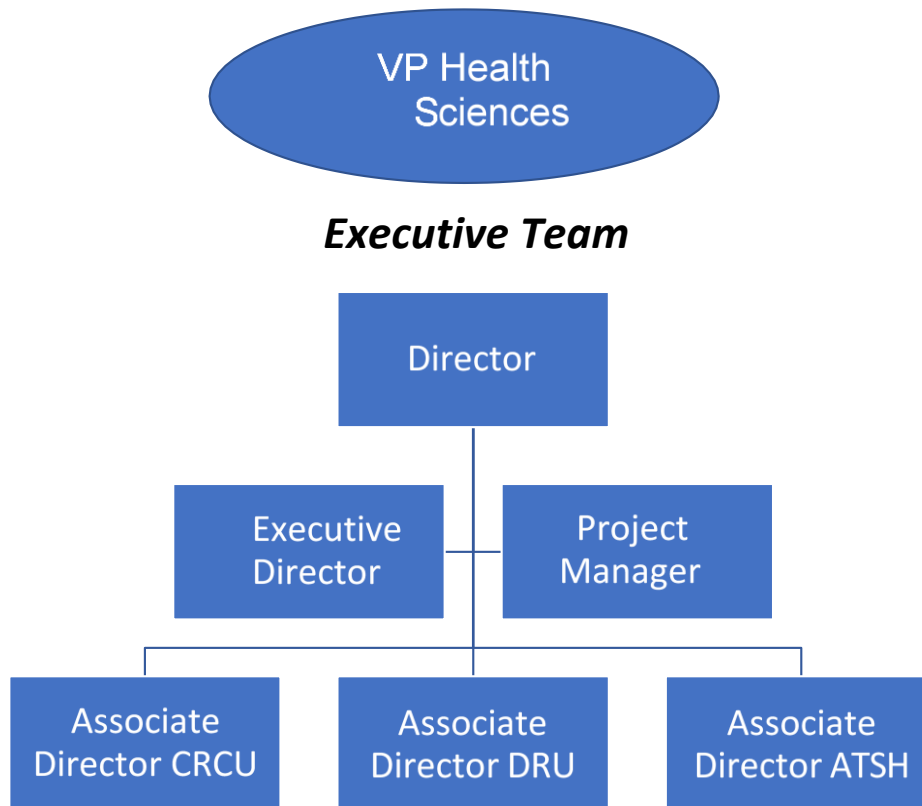 VP Health
Sciences
Executive Team
Director
Executive
Director
Project
Manager
Associate
Director CRCU
Associate
Director DRU
Associate
Director ATSH